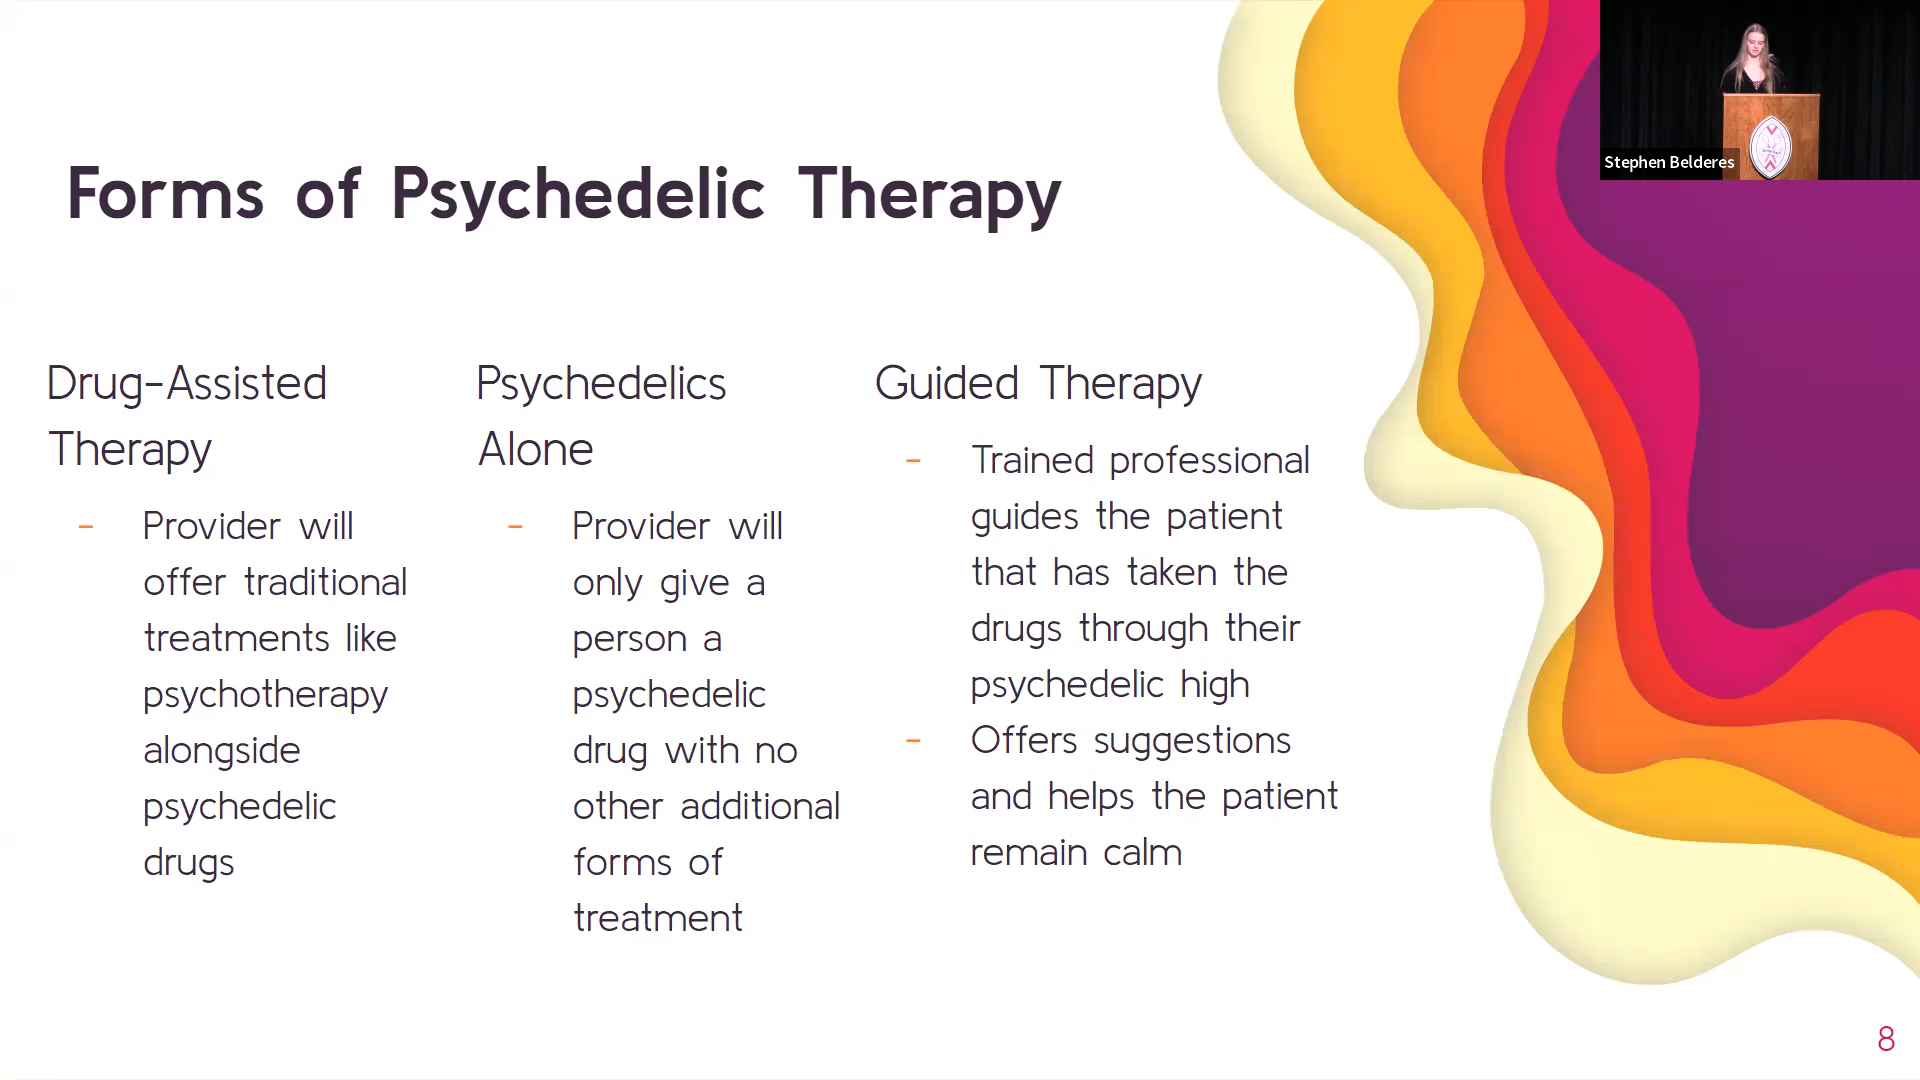 Forms of Psychedelic Therapy
Drug-Assisted
Therapy
- Provider will
offer traditional
treatments like
psychotherapy
alongside
psychedelic
drugs
Psychedelics
Alone
- Provider will
only give a
person a
psychedelic
drug with no
other additional
forms of
treatment
Guided Therapy
- Trained professional
guides the patient
that has taken the
drugs through their
psychedelic high
- Offers suggestions
and helps the patient
remain calm
Stephen Belderes
8